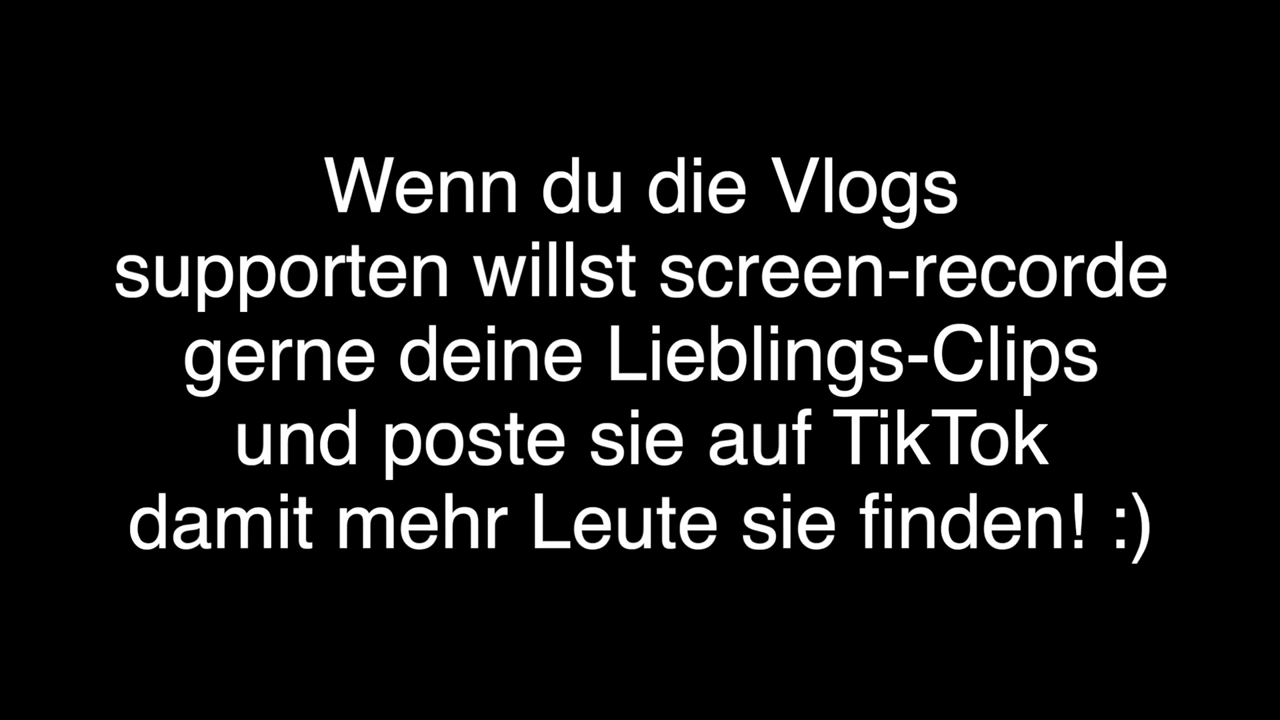 Wenn du die Vlogs
supporten willst screen-recorde
gerne deine Lieblings-Clips
und poste sie auf TikTok
damit mehr Leute sie finden! :)